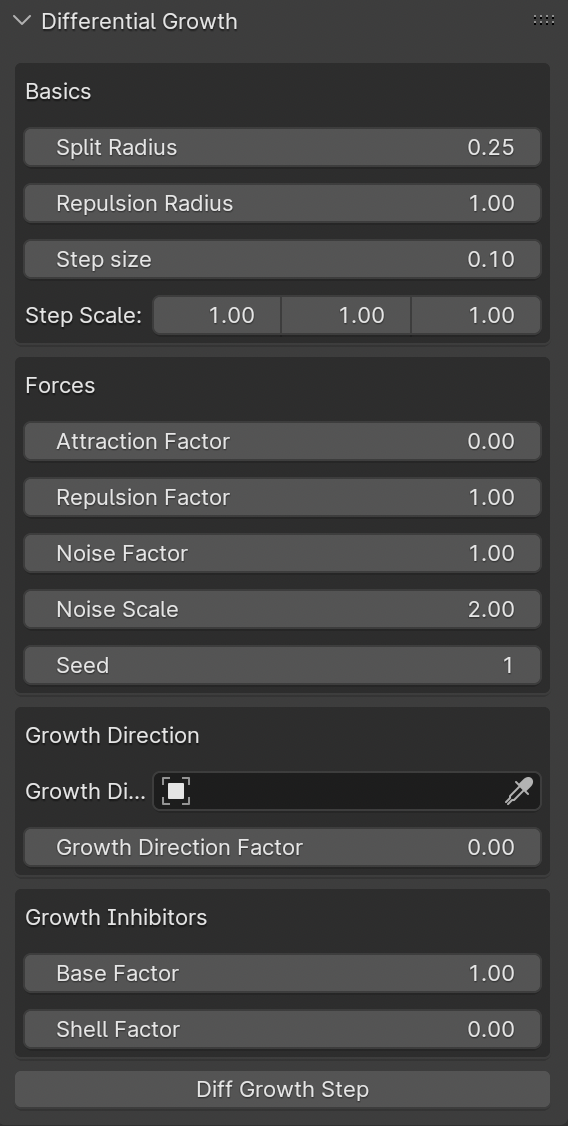 Differential Growth
Basics
Split Radius 0.25
Repulsion Radius 1.00
Step size 0.10
Step Scale: 1.00 1.00 1.00
Forces
Attraction Factor 0.00
Repulsion Factor 1.00
Noise Factor 1.00
Noise Scale 2.00
Seed 1
Growth Direction
Growth Di...
Growth Direction Factor 0.00
Growth Inhibitors
Base Factor 1.00
Shell Factor 0.00
Diff Growth Step